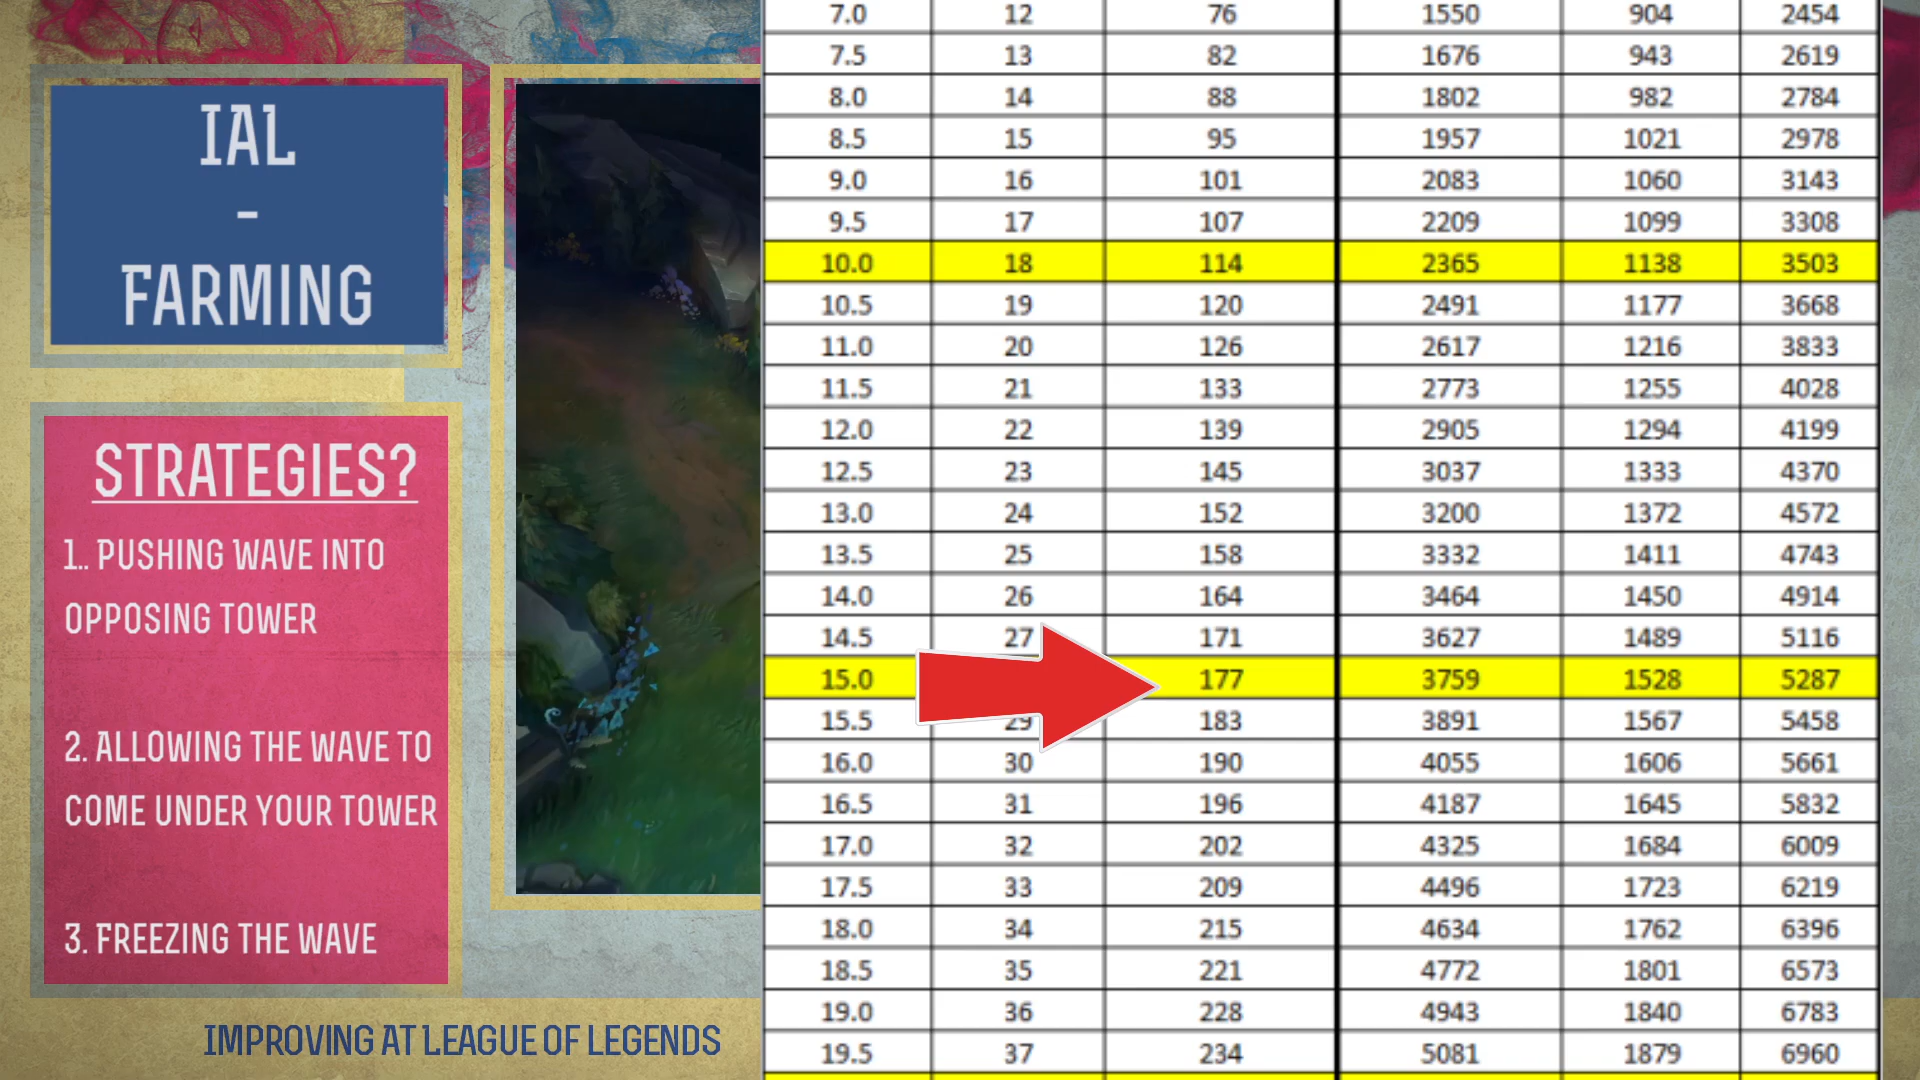 IAL
-
FARMING
STRATEGIES?
1.. PUSHING WAVE INTO
OPPOSING TOWER
2. ALLOWING THE WAVE TO
COME UNDER YOUR TOWER
3. FREEZING THE WAVE
IMPROVING AT LEAGUE OF LEGENDS
7.0 12 76 1550 904 2454
7.5 13 82 1676 943 2619
8.0 14 88 1802 982 2784
8.5 15 95 1957 1021 2978
9.0 16 101 2083 1060 3143
9.5 17 107 2209 1099 3308
10.0 18 114 2365 1138 3503
10.5 19 120 2491 1177 3668
11.0 20 126 2617 1216 3833
11.5 21 133 2773 1255 4028
12.0 22 139 2905 1294 4199
12.5 23 145 3037 1333 4370
13.0 24 152 3200 1372 4572
13.5 25 158 3332 1411 4743
14.0 26 164 3464 1450 4914
14.5 27 171 3627 1489 5116
15.0 177 3759 1528 5287
15.5 29 183 3891 1567 5458
16.0 30 190 4055 1606 5661
16.5 31 196 4187 1645 5832
17.0 32 202 4325 1684 6009
17.5 33 209 4496 1723 6219
18.0 34 215 4634 1762 6396
18.5 35 221 4772 1801 6573
19.0 36 228 4943 1840 6783
19.5 37 234 5081 1879 6960